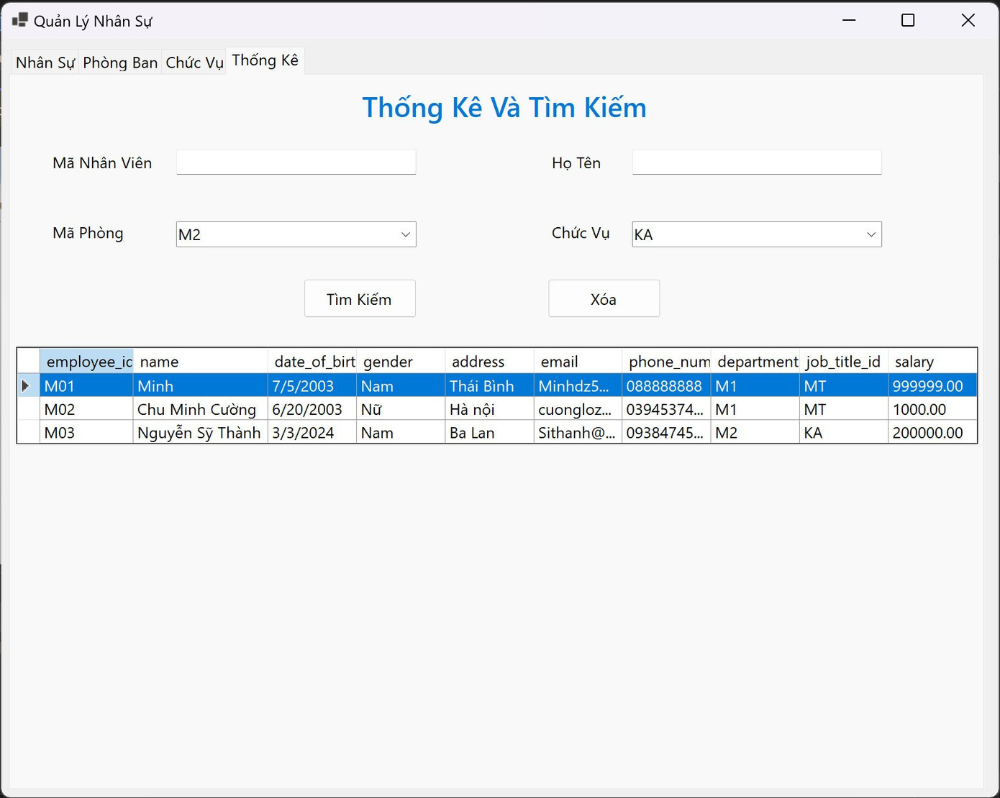 Quản Lý Nhân Sự
Nhân Sự Phòng Ban Chức Vụ Thống Kê
Thống Kê Và Tìm Kiếm
Mã Nhân Viên Họ Tên
Mã Phòng M2 Chức Vụ KA
Tìm Kiếm Xóa
employee_ic name date_of_birt gender address email phone_num department job_title_id salary
M01 Minh 7/5/2003 Nam Thái Bình Minhdz5... 088888888 M1 MT 999999.00
M02 Chu Minh Cường 6/20/2003 Nữ Hà nội cuongloz... 03945374... M1 MT 1000.00
M03 Nguyễn Sỹ Thành 3/3/2024 Nam Ba Lan Sithanh@... 09384745... M2 KA 200000.00